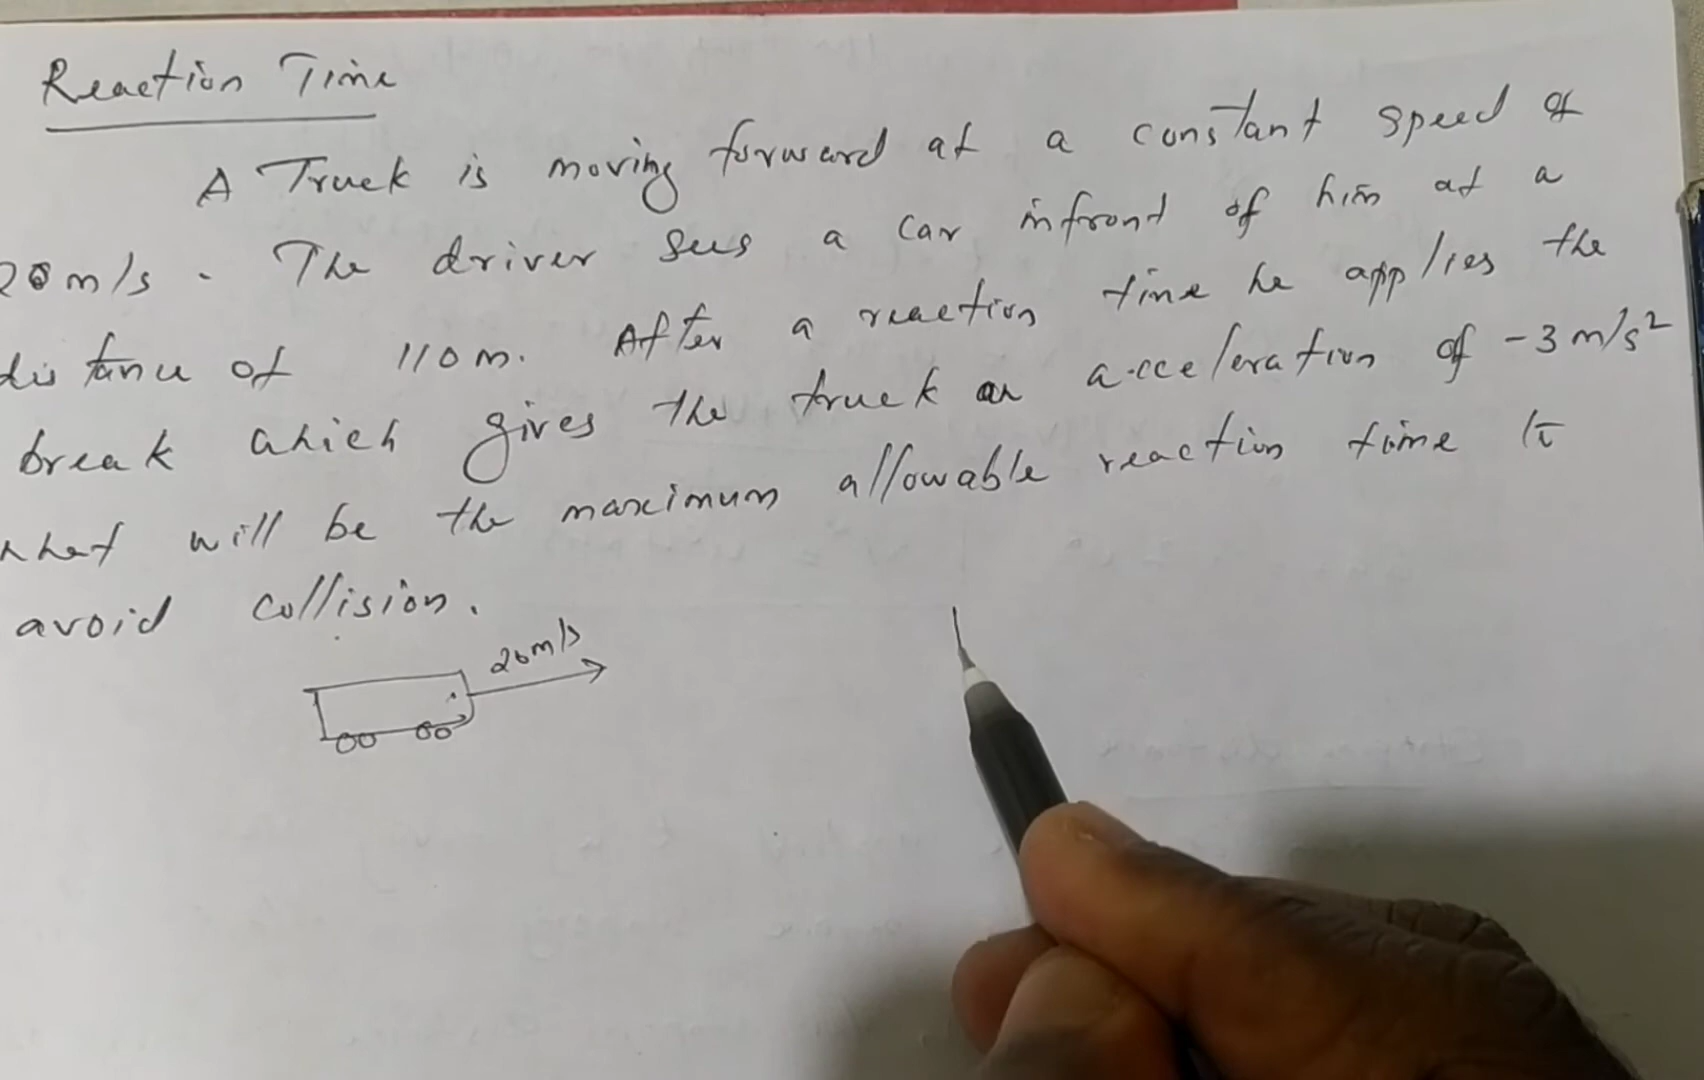 Reaction Time
A Truck is moving forward at a constant speed of
20 m/s. The driver sees a car infront of him at a
distance of 110 m. After a reaction time he applies the
break which gives the truck an acceleration of -3 m/s²
what will be the maximum allowable reaction time to
avoid collision.
20 m/s